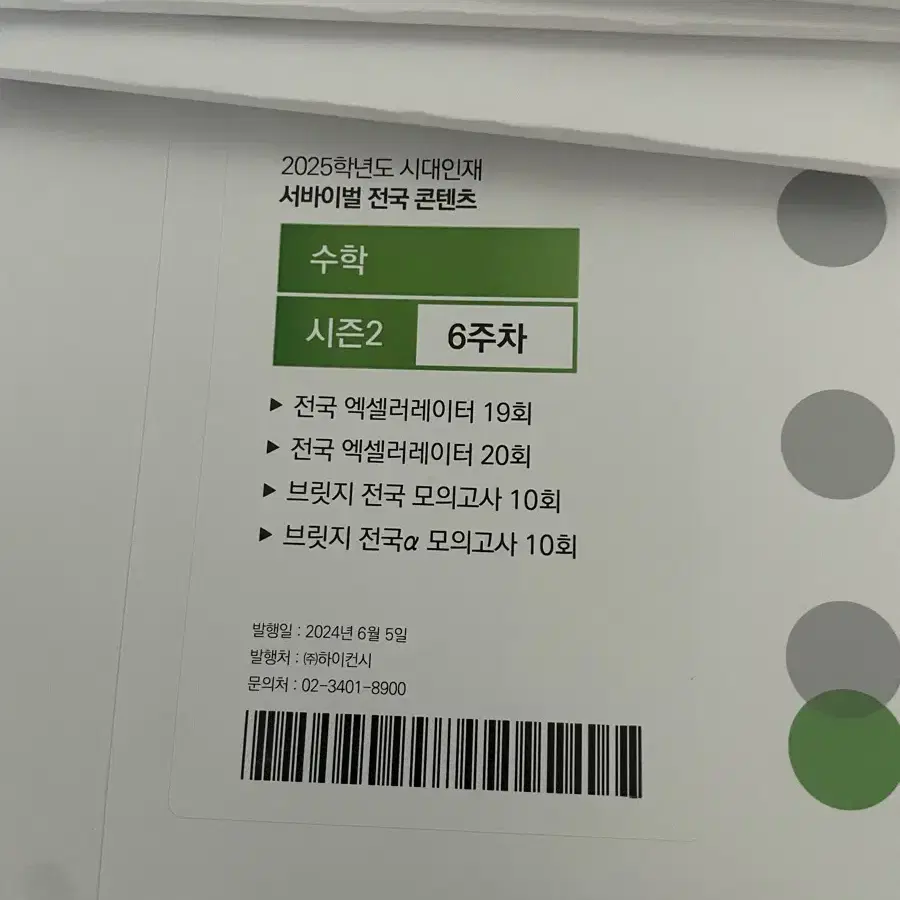 2025학년도 시대인재
서바이벌 전국 콘텐츠
수학
시즌2 6주차
▶ 전국 엑셀러레이터 19회
▶ 전국 엑셀러레이터 20회
▶ 브릿지 전국 모의고사 10회
▶ 브릿지 전국α 모의고사 10회
발행일 : 2024년 6월 5일
발행처 : ㈜하이컨시
문의처 : 02-3401-8900